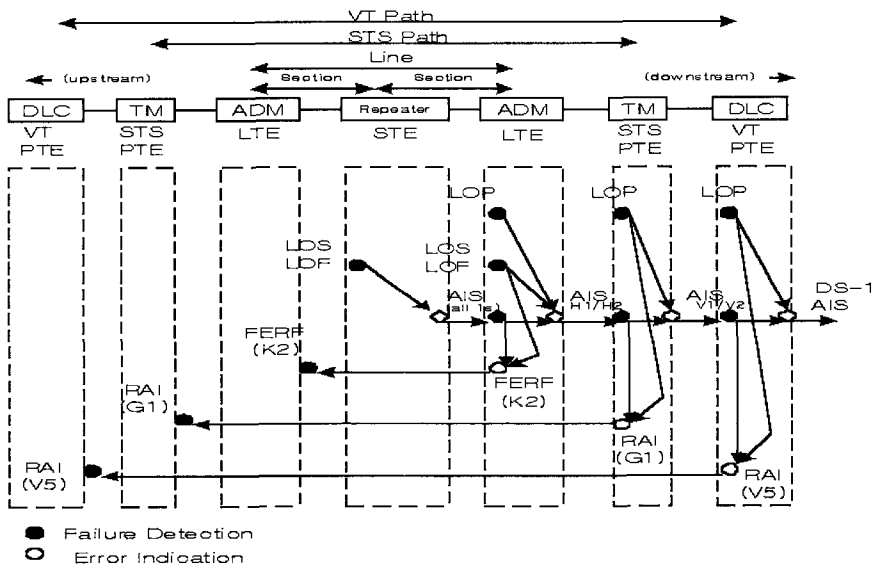 VT Path
STS Path
Line
(upstream) Section Section (downstream)
DLC TM ADM Repeater ADM TM DLC
VT PTE
STS PTE
LTE
STE
LTE
STS PTE
VT PTE
LOP LOP LOP
LOS LOF
LOS LOF
AIS (all 1s)
AIS H1/H2
AIS V1/V2
DS-1 AIS
FERF (K2)
FERF (K2)
RAI (G1)
RAI (G1)
RAI (V5)
RAI (V5)
Failure Detection
Error Indication